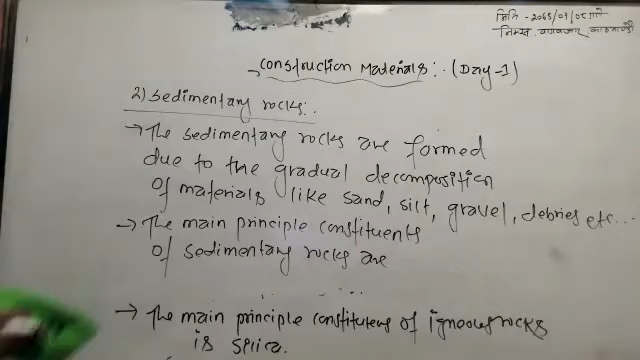 मिति - 2065/09/05 गते
construction Materials:- (Day-1)
2) Sedimentary rocks:-
→ The sedimentary rocks are formed
due to the gradual decomposition
of materials like sand, silt, gravel, debries etc...
→ The main principle constituents
of sedimentary rocks are
→ The main principle constituents of igneous rocks
is silica.